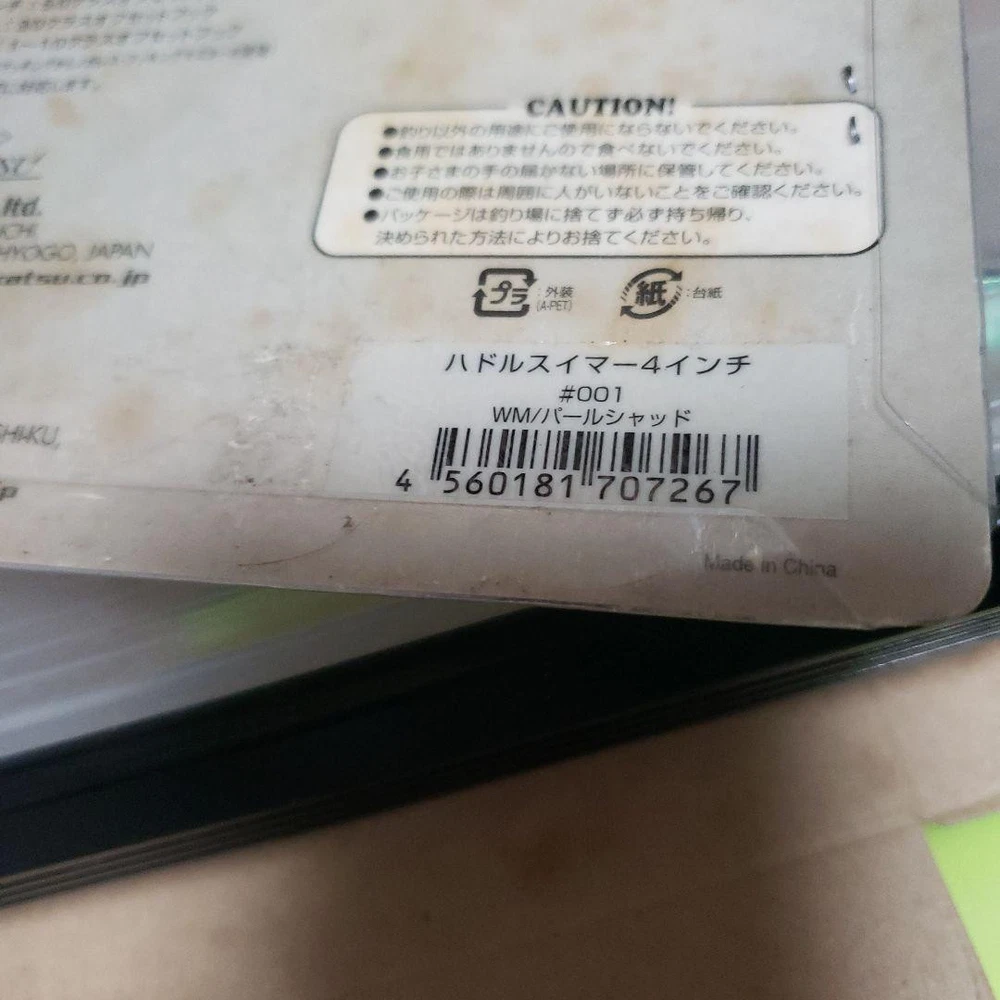 CAUTION!
●釣り以外の用途にご使用にならないでください。
●食用ではありませんので食べないでください。
●お子さまの手の届かない場所に保管してください。
●ご使用の際は周囲に人がいないことをご確認ください。
●パッケージは釣り場に捨てず必ず持ち帰り、
決められた方法によりお捨てください。
ltd.
HYOGO, JAPAN
プラ :外装
(A-PET)
紙 :台紙
ハドルスイマー4インチ
#001
WM/パールシャッド
SHI-KU,
4 560181 707267
Made in China